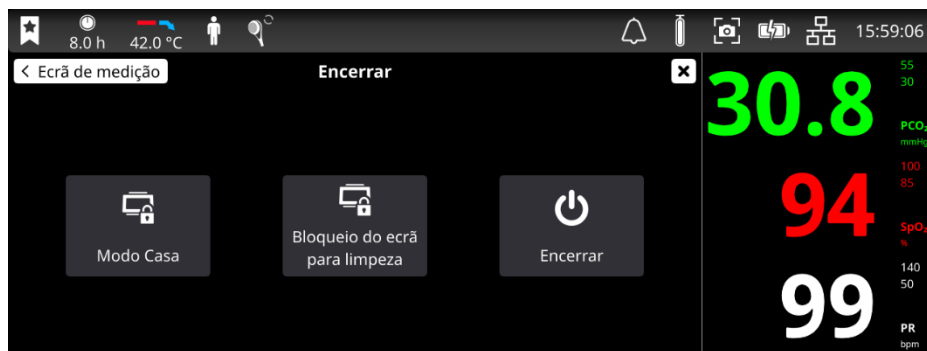 8.0 h
42.0 °C
15:59:06
< Ecrã de medição
Encerrar
Modo Casa
Bloqueio do ecrã
para limpeza
Encerrar
30.8
55
30
PCO₂
mmHg
94
100
85
SpO₂
%
99
140
50
PR
bpm